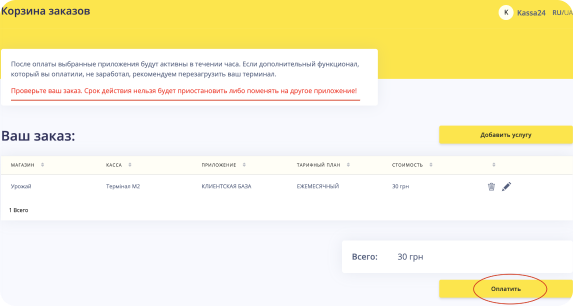 Корзина заказов
К Kassa24 RU/UA
После оплаты выбранные приложения будут активны в течении часа. Если дополнительный функционал,
который вы оплатили, не заработал, рекомендуем перезагрузить ваш терминал.
Проверьте ваш заказ. Срок действия нельзя будет приостановить либо поменять на другое приложение!
Ваш заказ:
Добавить услугу
МАГАЗИН КАССА ПРИЛОЖЕНИЕ ТАРИФНЫЙ ПЛАН СТОИМОСТЬ
Урожай Термінал М2 КЛИЕНТСКАЯ БАЗА ЕЖЕМЕСЯЧНЫЙ 30 грн
1 Всего
Всего: 30 грн
Оплатить